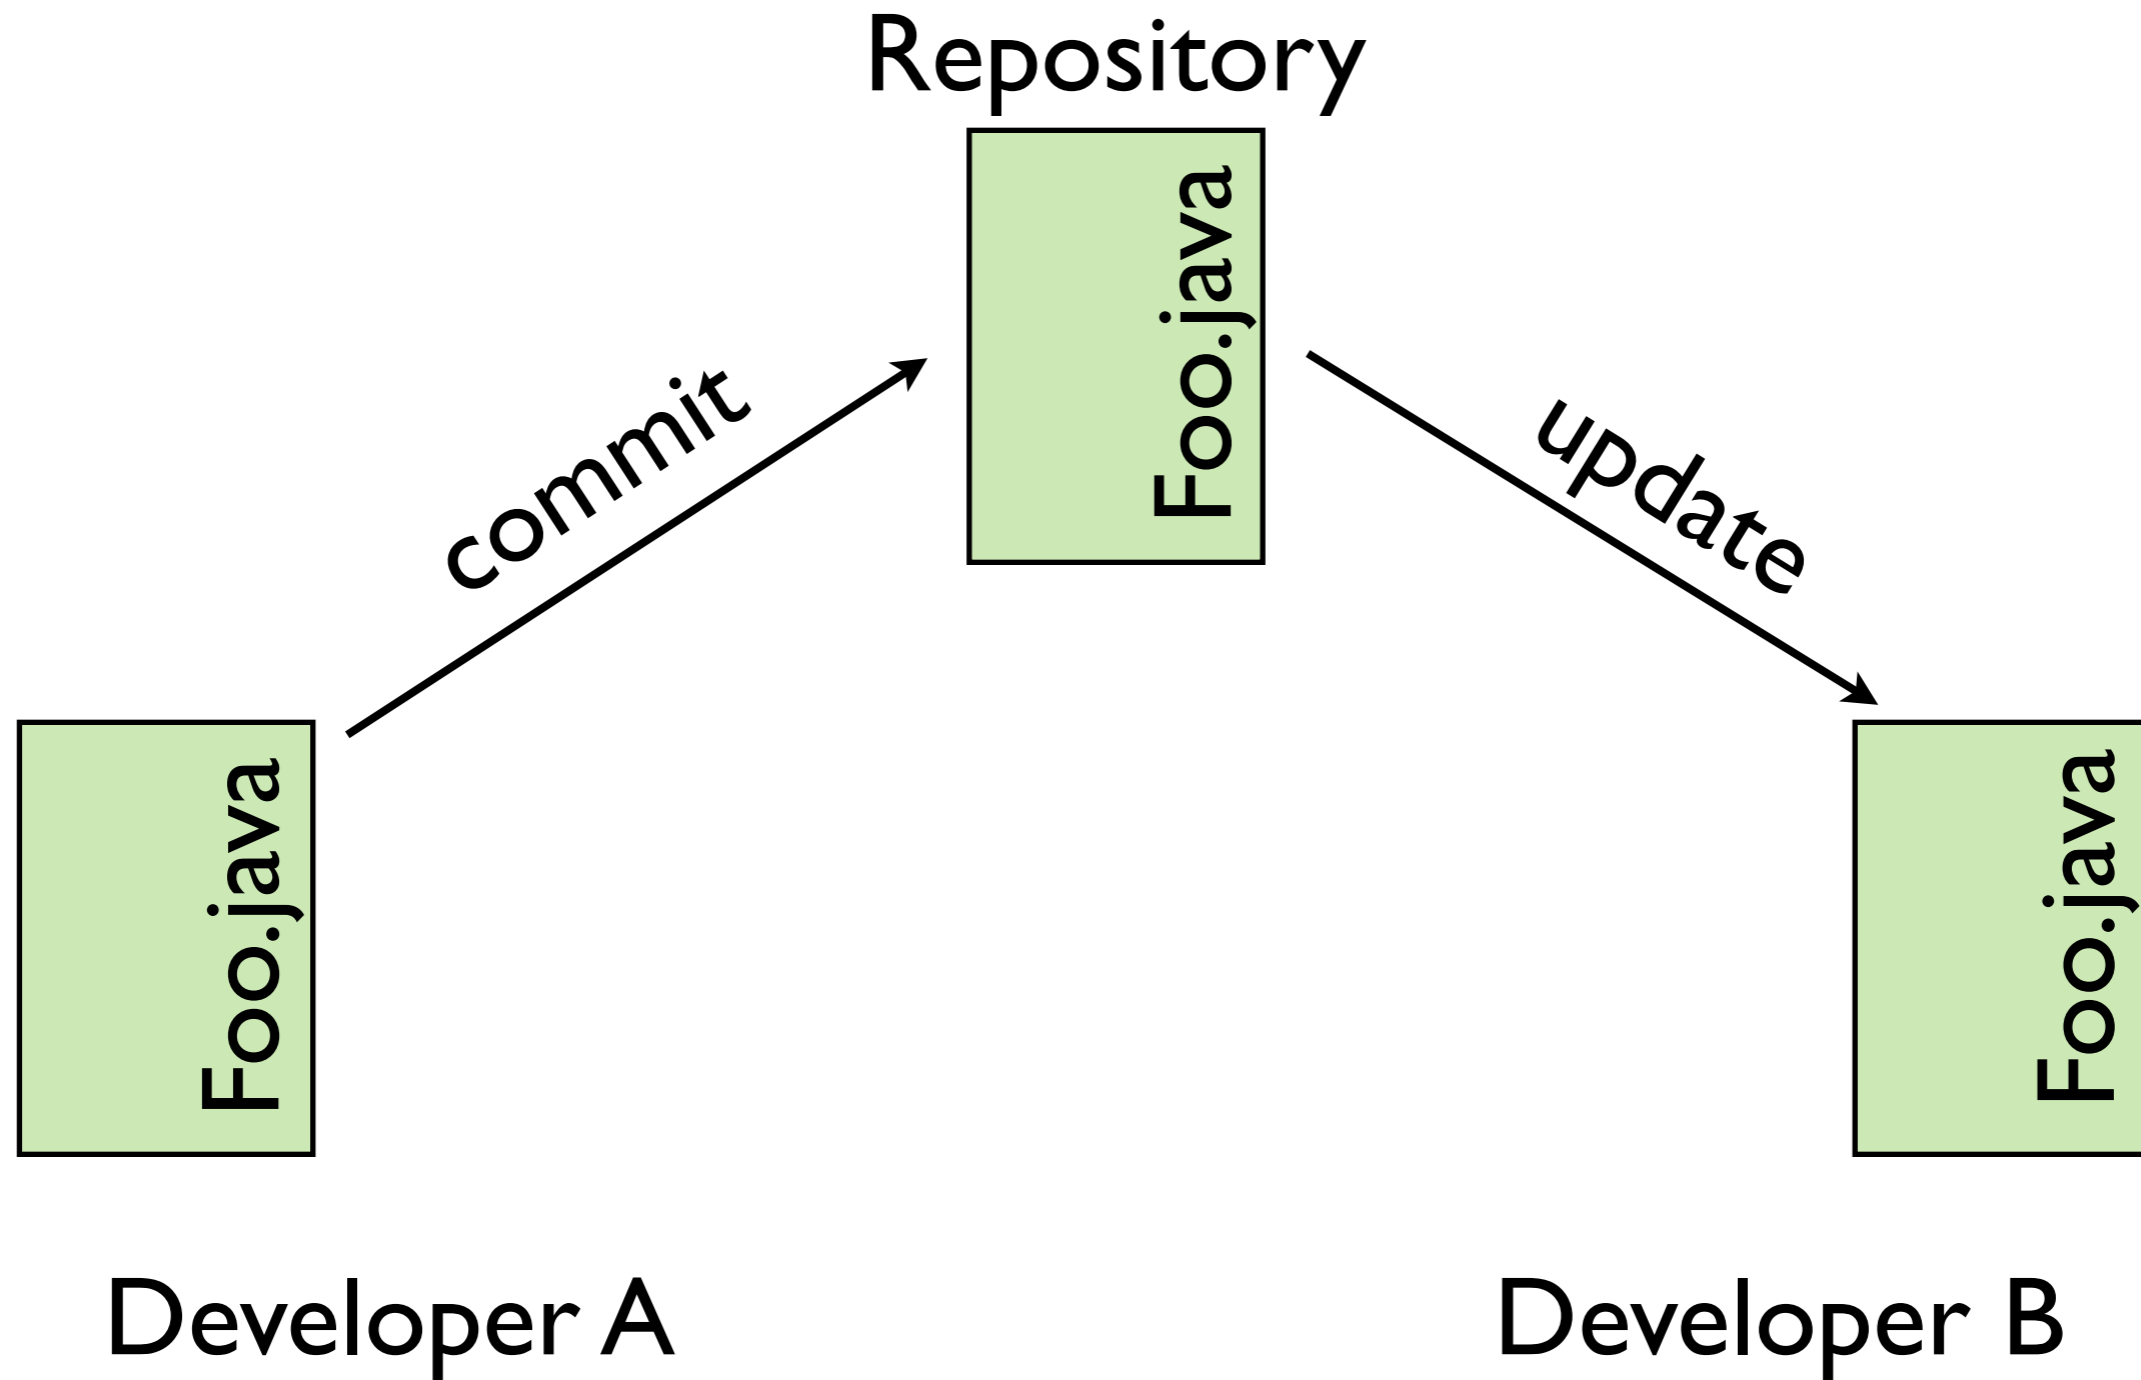 Repository
Foo.java
commit
update
Foo.java
Foo.java
Developer A
Developer B